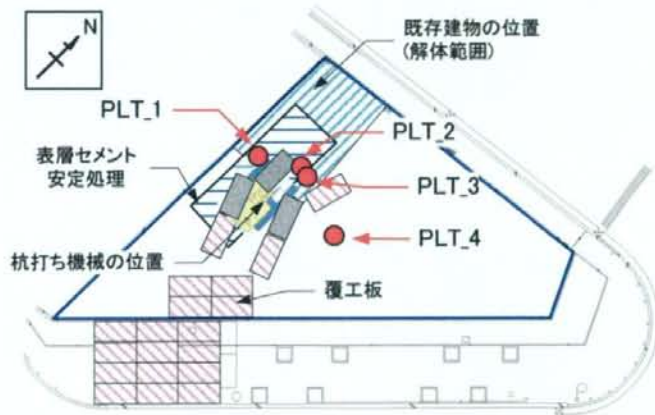 N
既存建物の位置
(解体範囲)
PLT_1
PLT_2
表層セメント
安定処理
PLT_3
PLT_4
杭打ち機械の位置
覆工板